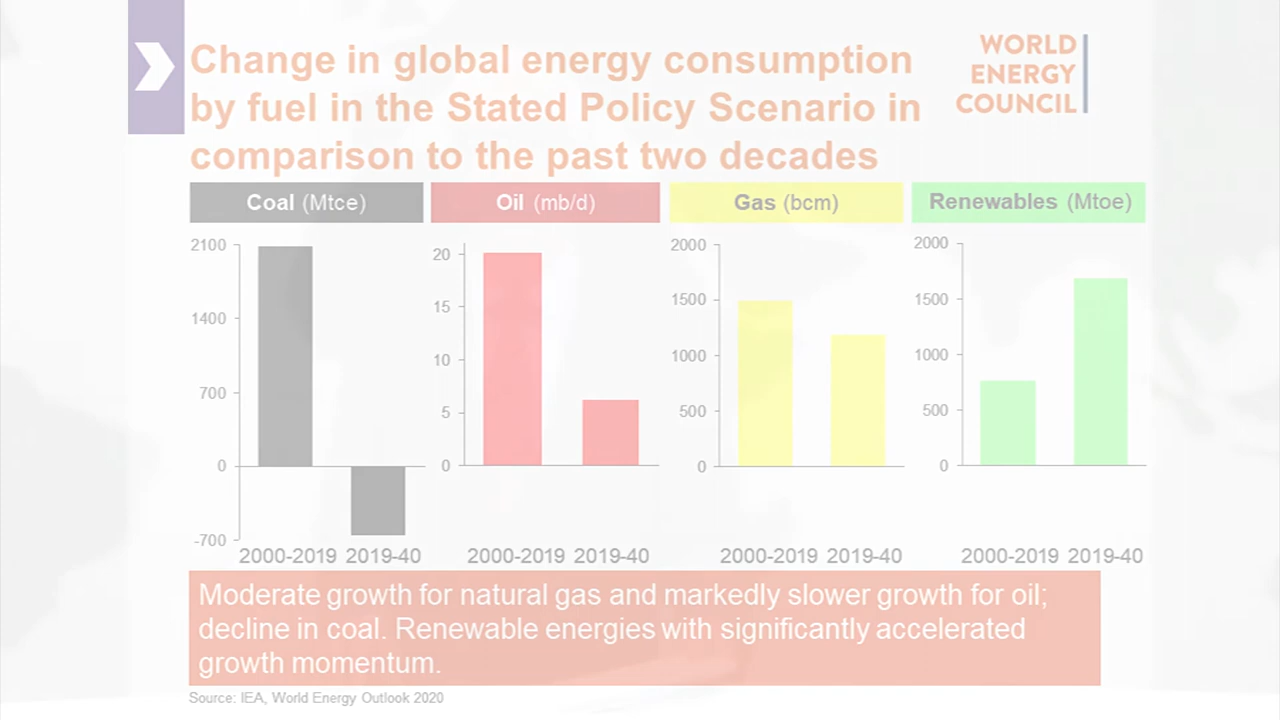 Change in global energy consumption
by fuel in the Stated Policy Scenario in
comparison to the past two decades
WORLD
ENERGY
COUNCIL
Coal (Mtce)
Oil (mb/d)
Gas (bcm)
Renewables (Mtoe)
2100
1400
700
0
-700
2000-2019 2019-40
20
15
10
5
0
2000-2019 2019-40
2000
1500
1000
500
0
2000-2019 2019-40
2000
1500
1000
500
0
2000-2019 2019-40
Moderate growth for natural gas and markedly slower growth for oil;
decline in coal. Renewable energies with significantly accelerated
growth momentum.
Source: IEA, World Energy Outlook 2020